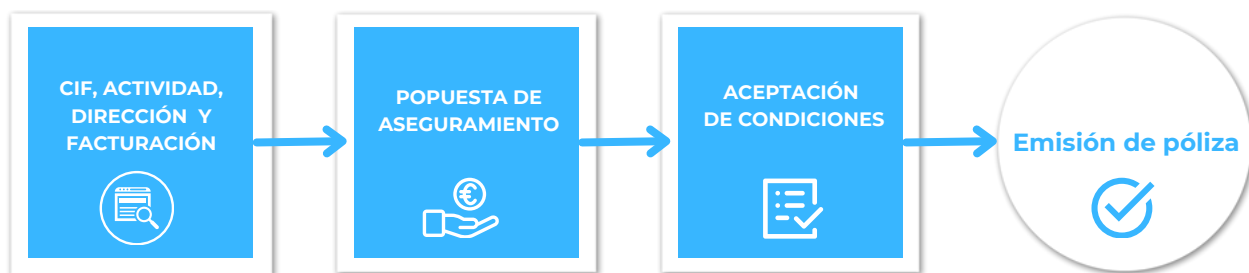 CIF, ACTIVIDAD,
DIRECCIÓN Y
FACTURACIÓN
POPUESTA DE
ASEGURAMIENTO
€
ACEPTACIÓN
DE CONDICIONES
Emisión de póliza